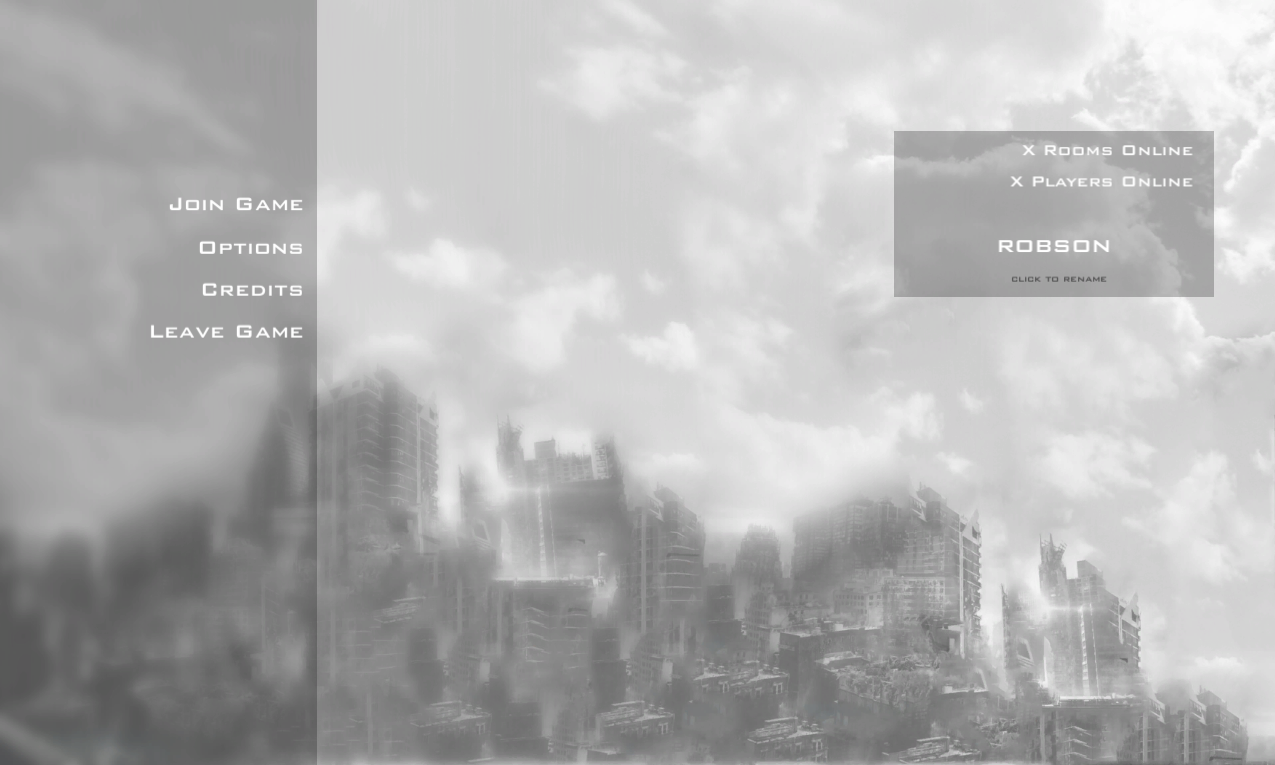 Join Game
Options
Credits
Leave Game
X Rooms Online
X Players Online
ROBSON
CLICK TO RENAME